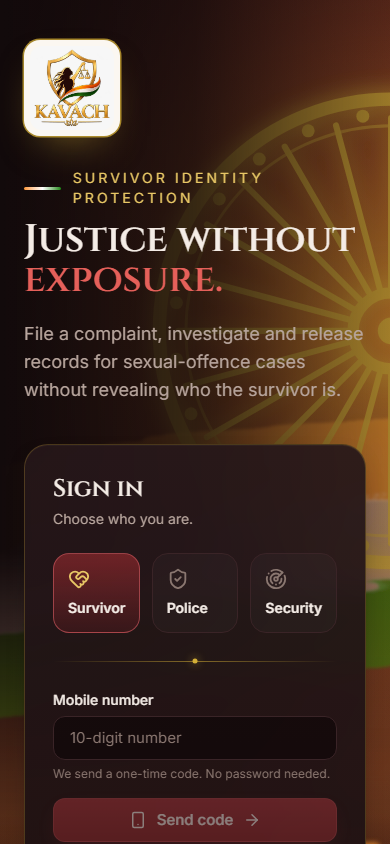 KAVACH
SURVIVOR IDENTITY
PROTECTION
JUSTICE WITHOUT
EXPOSURE.
File a complaint, investigate and release
records for sexual-offence cases
without revealing who the survivor is.
SIGN IN
Choose who you are.
Survivor Police Security
Mobile number
10-digit number
We send a one-time code. No password needed.
Send code →